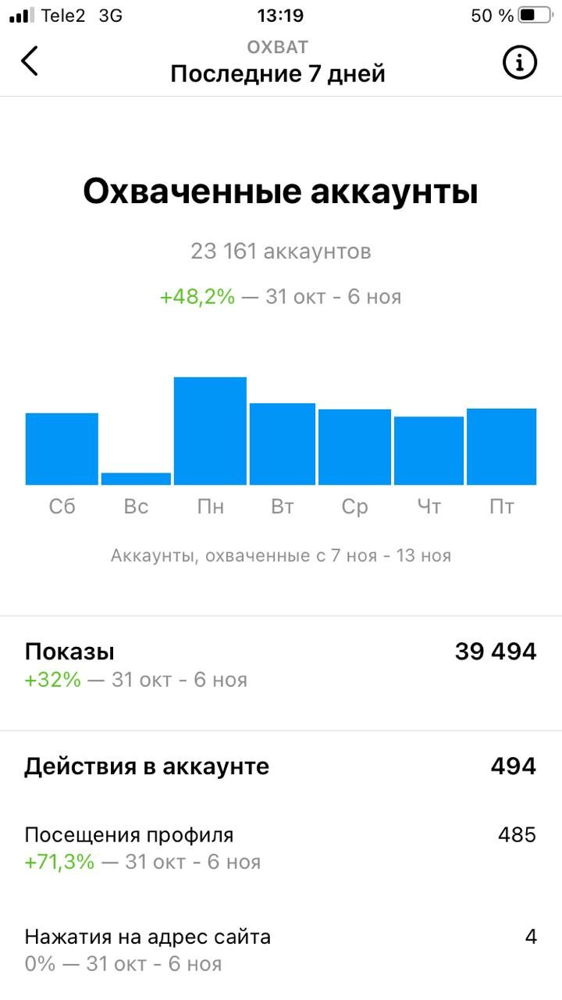 Tele2 3G 13:19 50 %
ОХВАТ
Последние 7 дней
Охваченные аккаунты
23 161 аккаунтов
+48,2% — 31 окт - 6 ноя
Сб Вс Пн Вт Ср Чт Пт
Аккаунты, охваченные с 7 ноя - 13 ноя
Показы 39 494
+32% — 31 окт - 6 ноя
Действия в аккаунте 494
Посещения профиля 485
+71,3% — 31 окт - 6 ноя
Нажатия на адрес сайта 4
0% — 31 окт - 6 ноя